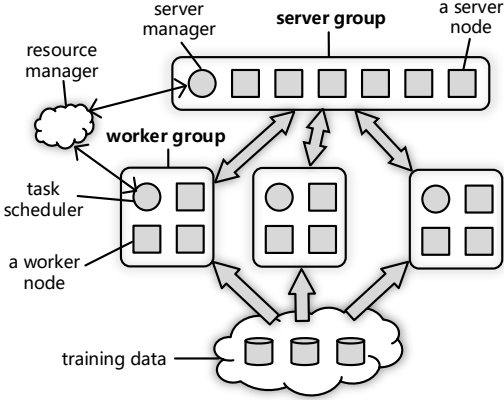 server
manager
server group
a server
node
resource
manager
worker group
task
scheduler
a worker
node
training data